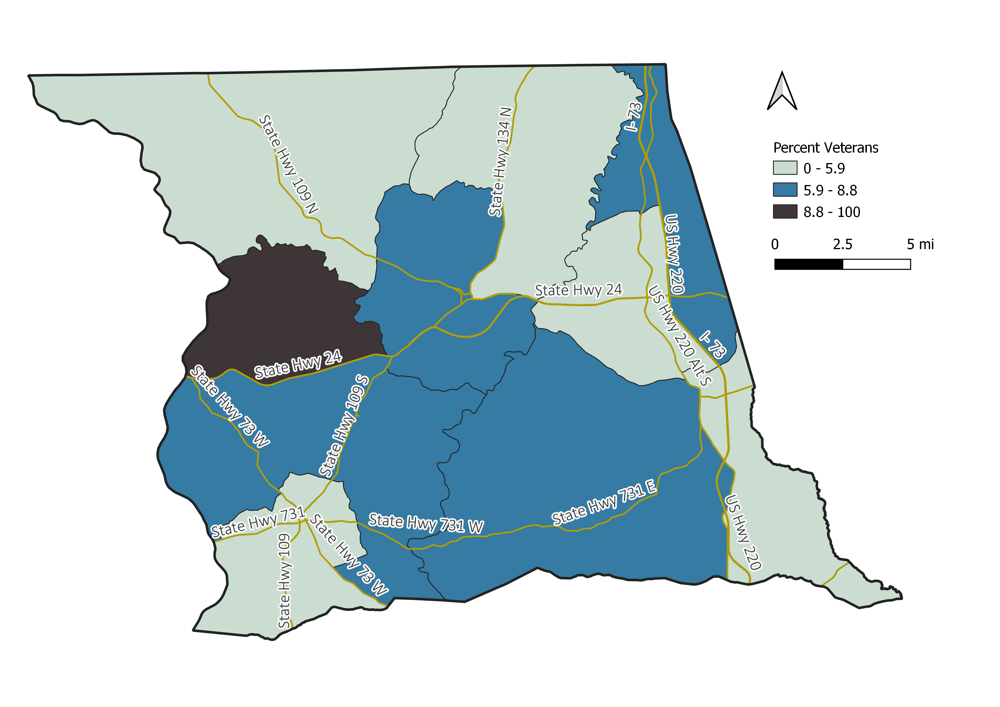 State Hwy 109 N
State Hwy 134 N
I- 73
Percent Veterans
0 - 5.9
5.9 - 8.8
8.8 - 100
0 2.5 5 mi
US Hwy 220
State Hwy 24
US Hwy 220 Alt S
I- 73
State Hwy 24
State Hwy 73 W
State Hwy 109 S
State Hwy 731
State Hwy 731 W
State Hwy 731 E
State Hwy 73 W
State Hwy 109
US Hwy 220